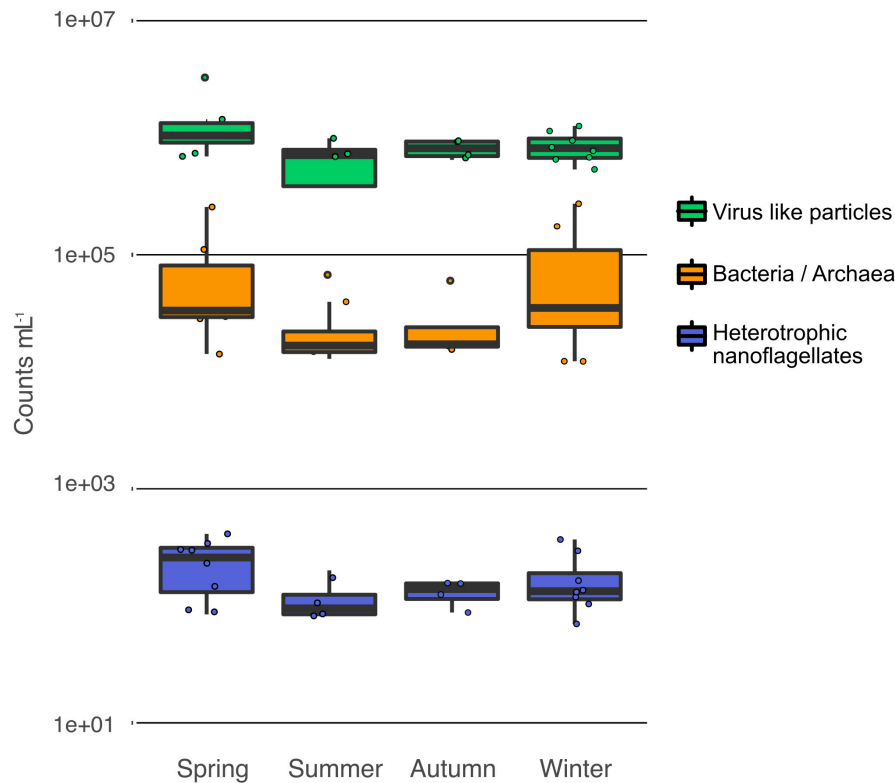 1e+07
1e+05
1e+03
1e+01
Counts mL⁻¹
Spring Summer Autumn Winter
Virus like particles
Bacteria / Archaea
Heterotrophic
nanoflagellates